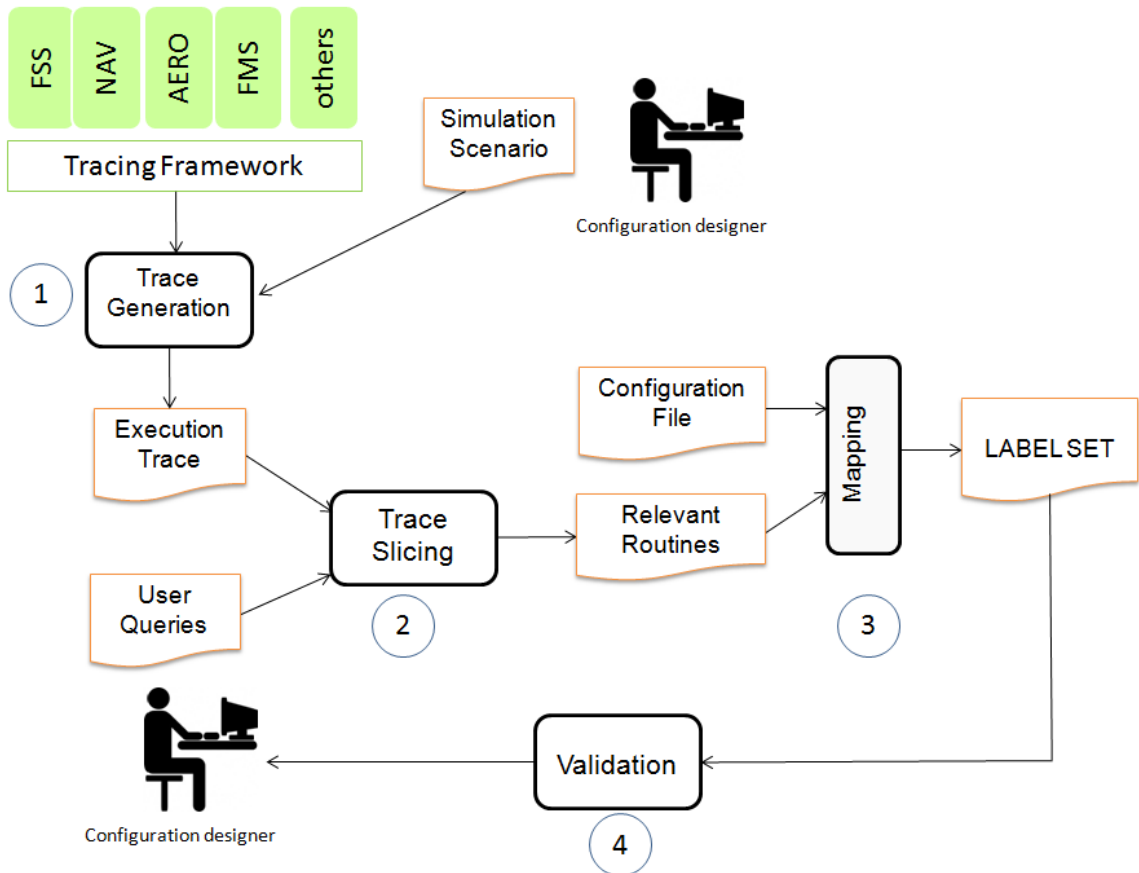 FSS
NAV
AERO
FMS
others
Tracing Framework
Simulation
Scenario
Configuration designer
1
Trace
Generation
Execution
Trace
User
Queries
Trace
Slicing
2
Configuration
File
Relevant
Routines
Mapping
3
LABEL SET
Configuration designer
Validation
4